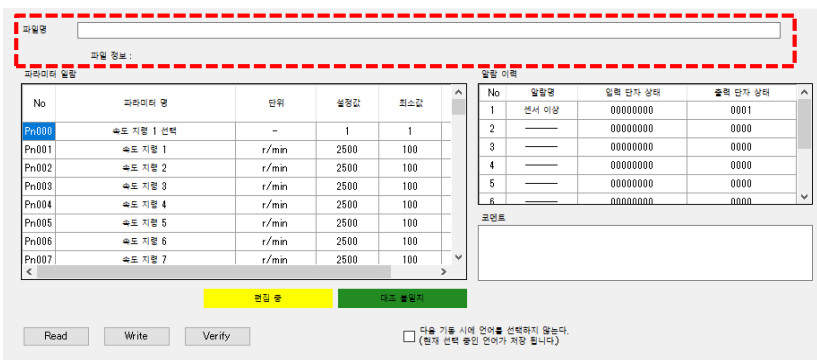 파일명
파일 정보 :
파라미터 일람
No 파라미터 명 단위 설정값 최소값
Pn000 속도 지령 1 선택 - 1 1
Pn001 속도 지령 1 r/min 2500 100
Pn002 속도 지령 2 r/min 2500 100
Pn003 속도 지령 3 r/min 2500 100
Pn004 속도 지령 4 r/min 2500 100
Pn005 속도 지령 5 r/min 2500 100
Pn006 속도 지령 6 r/min 2500 100
Pn007 속도 지령 7 r/min 2500 100
알람 이력
No 알람명 입력 단자 상태 출력 단자 상태
1 센서 이상 00000000 0001
2 ――― 00000000 0000
3 ――― 00000000 0000
4 ――― 00000000 0000
5 ――― 00000000 0000
6 ――― 00000000 0000
코멘트
편집 중
대조 불일치
Read
Write
Verify
다음 기동 시에 언어를 선택하지 않는다.
(현재 선택 중인 언어가 저장 됩니다.)